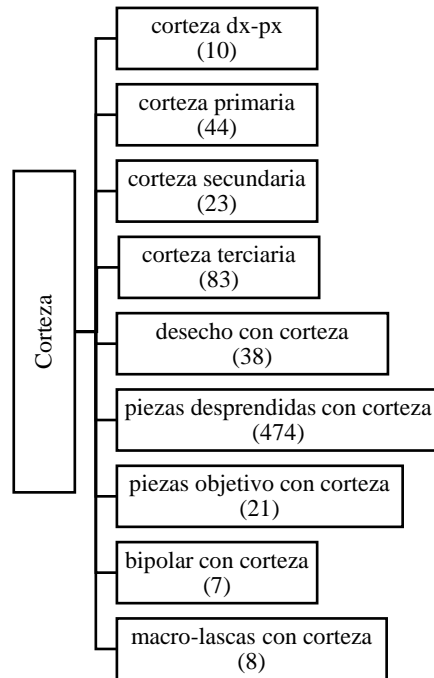 Corteza
corteza dx-px
(10)
corteza primaria
(44)
corteza secundaria
(23)
corteza terciaria
(83)
desecho con corteza
(38)
piezas desprendidas con corteza
(474)
piezas objetivo con corteza
(21)
bipolar con corteza
(7)
macro-lascas con corteza
(8)